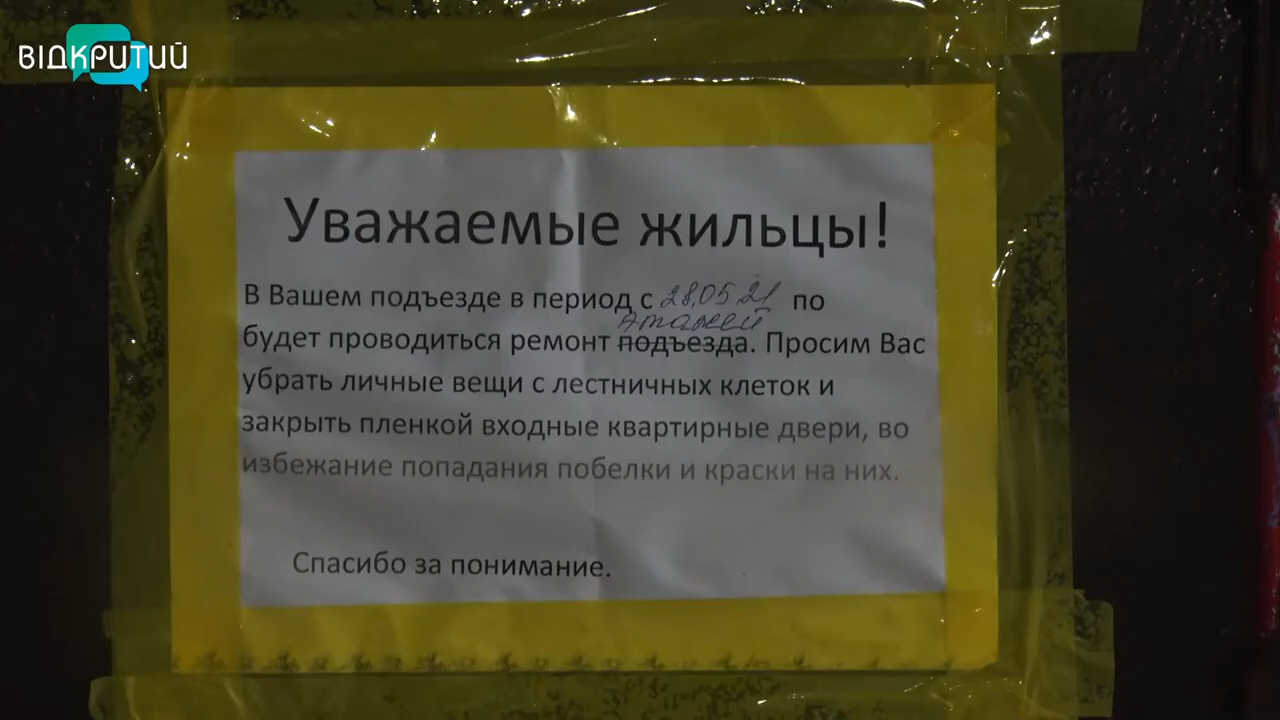 ВІДКРИТИЙ
Уважаемые жильцы!
В Вашем подъезде в период с 28.05 21 по
этажей
будет проводиться ремонт подъезда. Просим Вас
убрать личные вещи с лестничных клеток и
закрыть пленкой входные квартирные двери, во
избежание попадания побелки и краски на них.
Спасибо за понимание.